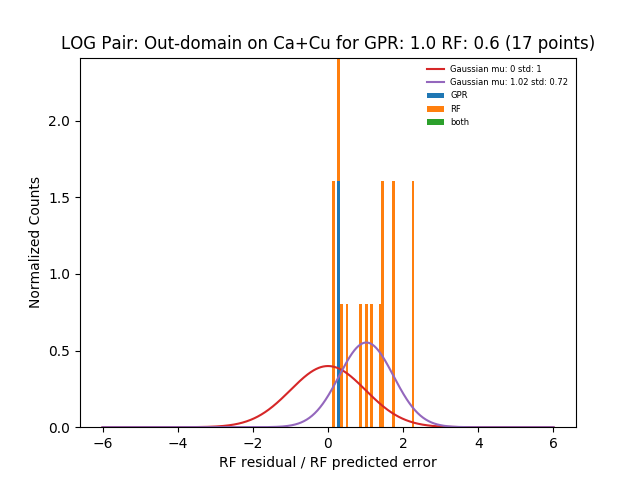 LOG Pair: Out-domain on Ca+Cu for GPR: 1.0 RF: 0.6 (17 points)
Gaussian mu: 0 std: 1
Gaussian mu: 1.02 std: 0.72
GPR
RF
both
Normalized Counts
2.0
1.5
1.0
0.5
0.0
−6
−4
−2
0
2
4
6
RF residual / RF predicted error